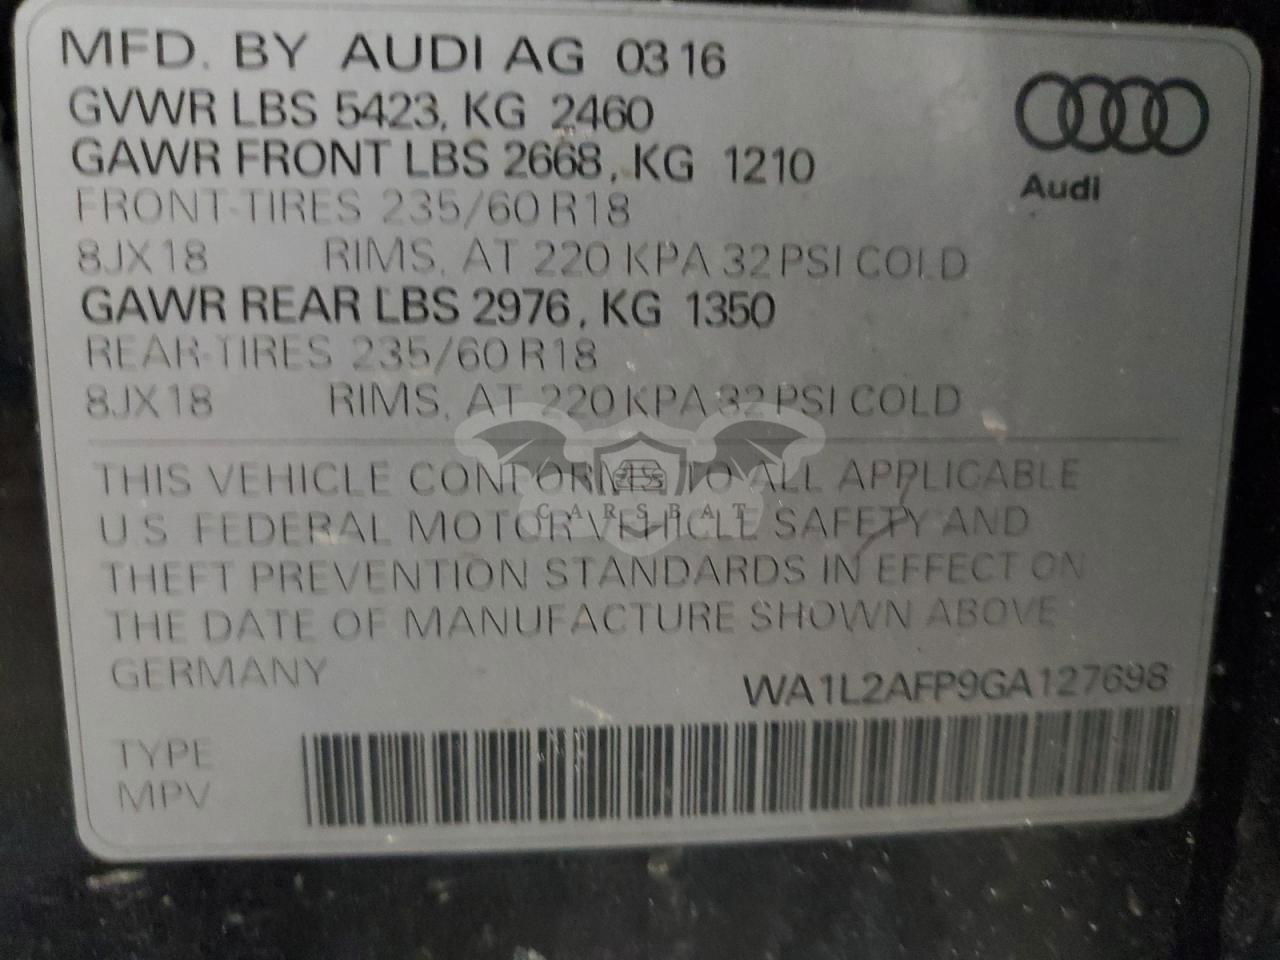 MFD. BY AUDI AG 0316
GVWR LBS 5423, KG 2460
GAWR FRONT LBS 2668, KG 1210
FRONT-TIRES 235/60 R18
8JX18 RIMS, AT 220 KPA 32 PSI COLD
GAWR REAR LBS 2976, KG 1350
REAR-TIRES 235/60 R18
8JX18 RIMS, AT 220 KPA 32 PSI COLD
Audi
THIS VEHICLE CONFORMS TO ALL APPLICABLE
U.S. FEDERAL MOTOR VEHICLE SAFETY AND
THEFT PREVENTION STANDARDS IN EFFECT ON
THE DATE OF MANUFACTURE SHOWN ABOVE
GERMANY
WA1L2AFP9GA127698
TYPE
MPV
CARSBAT